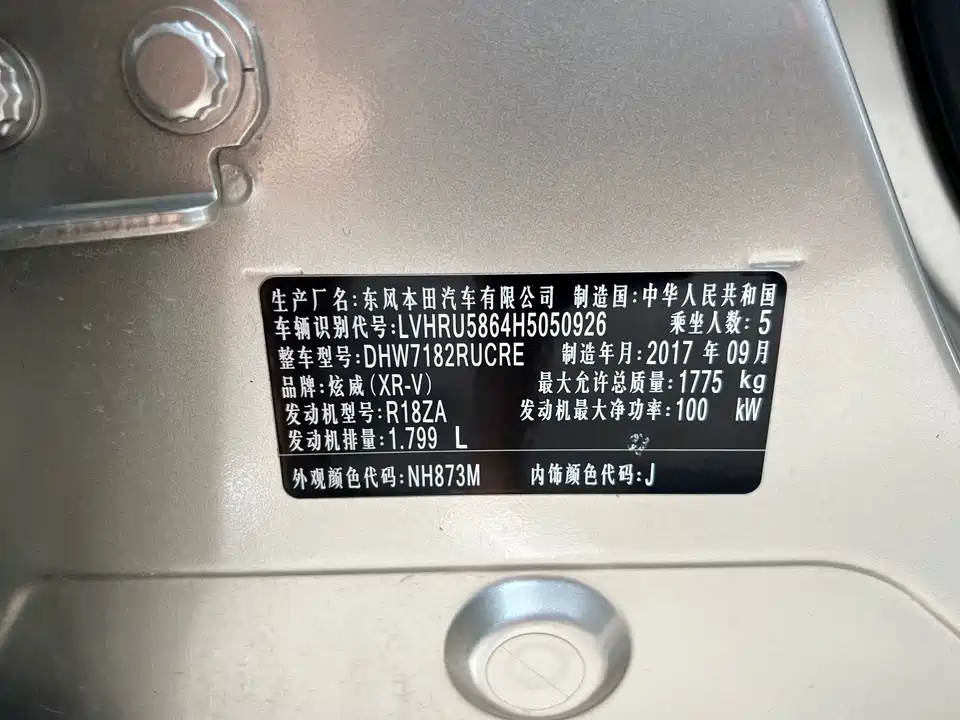 生产厂名:东风本田汽车有限公司 制造国:中华人民共和国
车辆识别代号:LVHRU5864H5050926 乘坐人数:5
整车型号:DHW7182RUCRE 制造年月:2017 年 09月
品牌:炫威(XR-V) 最大允许总质量:1775 kg
发动机型号:R18ZA 发动机最大净功率:100 kW
发动机排量:1.799 L
外观颜色代码:NH873M 内饰颜色代码:J